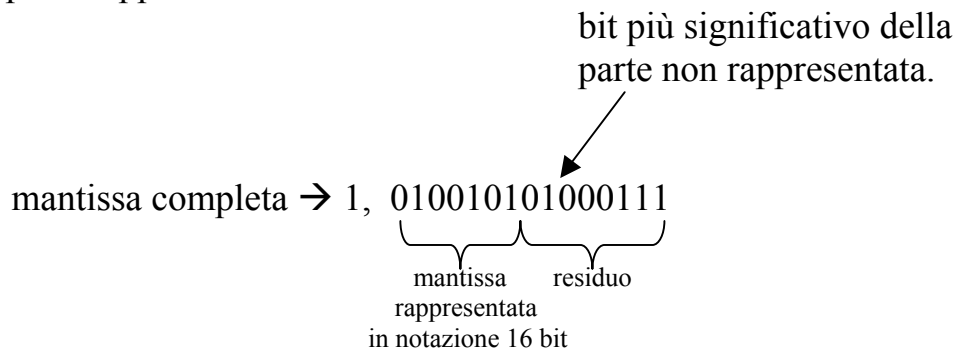 bit più significativo della
parte non rappresentata.
mantissa completa → 1, 010010101000111
mantissa
rappresentata
in notazione 16 bit
residuo